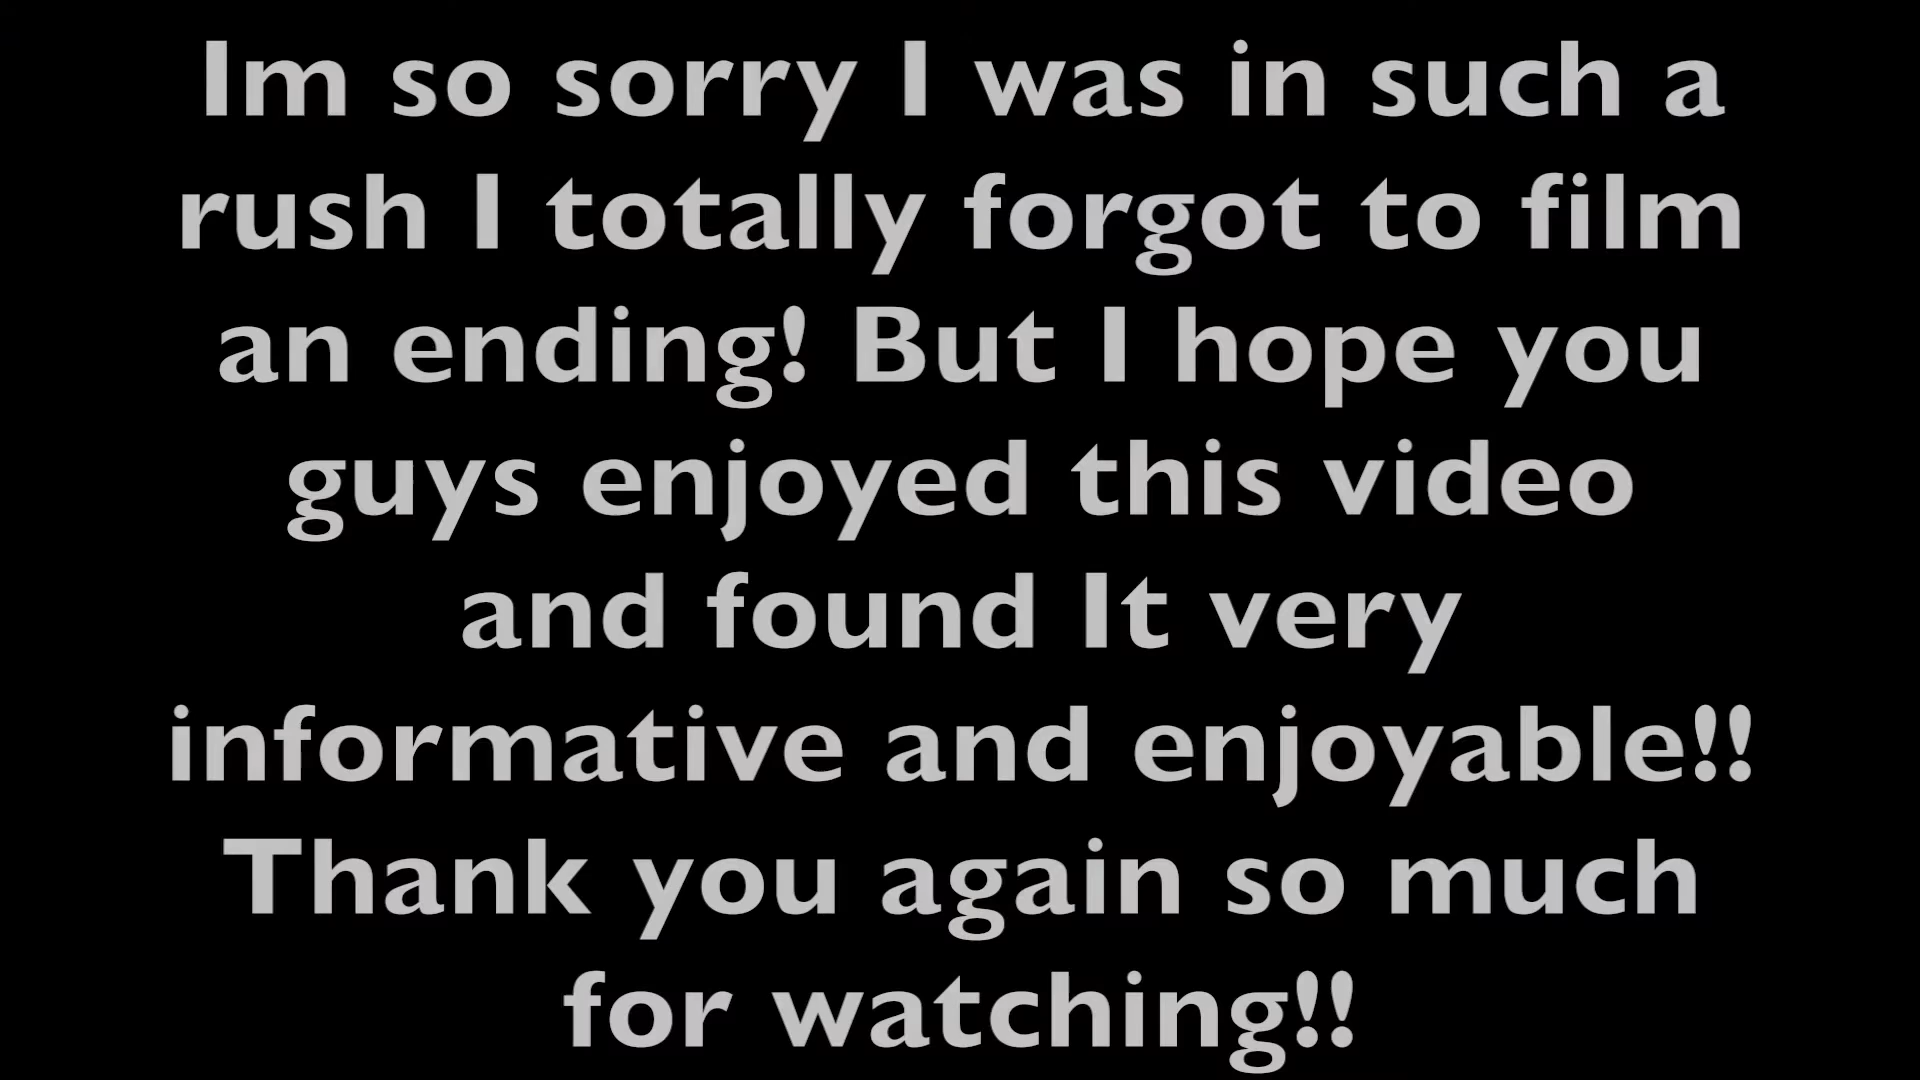 Im so sorry I was in such a
rush I totally forgot to film
an ending! But I hope you
guys enjoyed this video
and found It very
informative and enjoyable!!
Thank you again so much
for watching!!